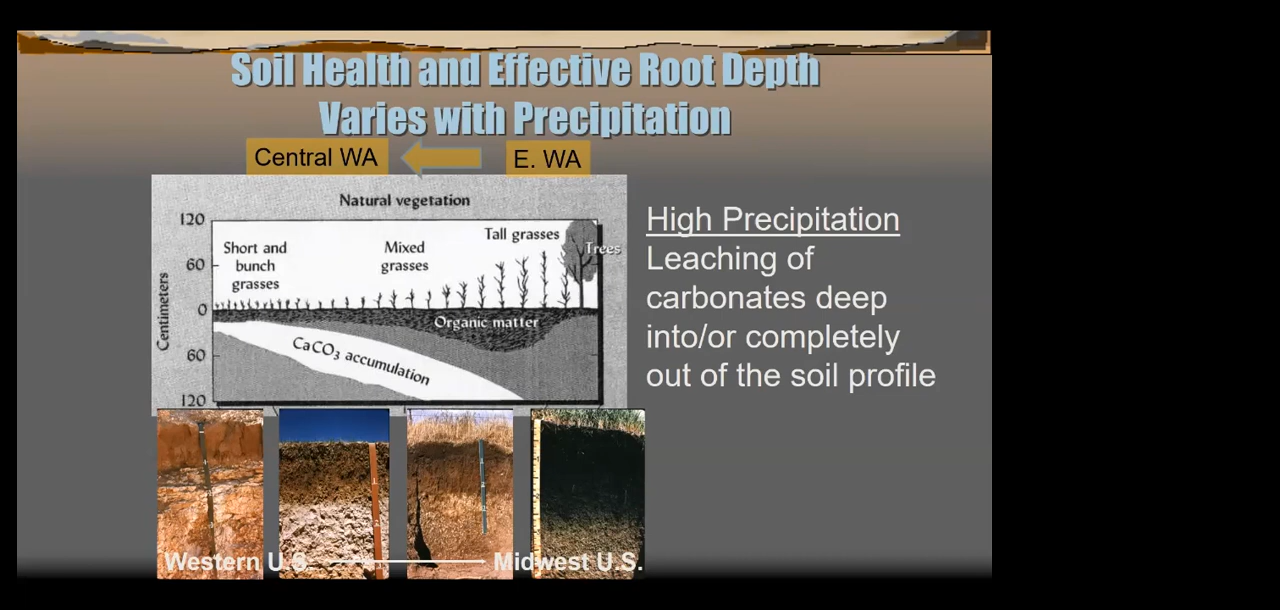 Soil Health and Effective Root Depth
Varies with Precipitation
Central WA
E. WA
Natural vegetation
Centimeters
120
60
0
60
120
Short and
bunch
grasses
Mixed
grasses
Tall grasses
Trees
Organic matter
CaCO3 accumulation
High Precipitation
Leaching of
carbonates deep
into/or completely
out of the soil profile
Western U.S.
Midwest U.S.